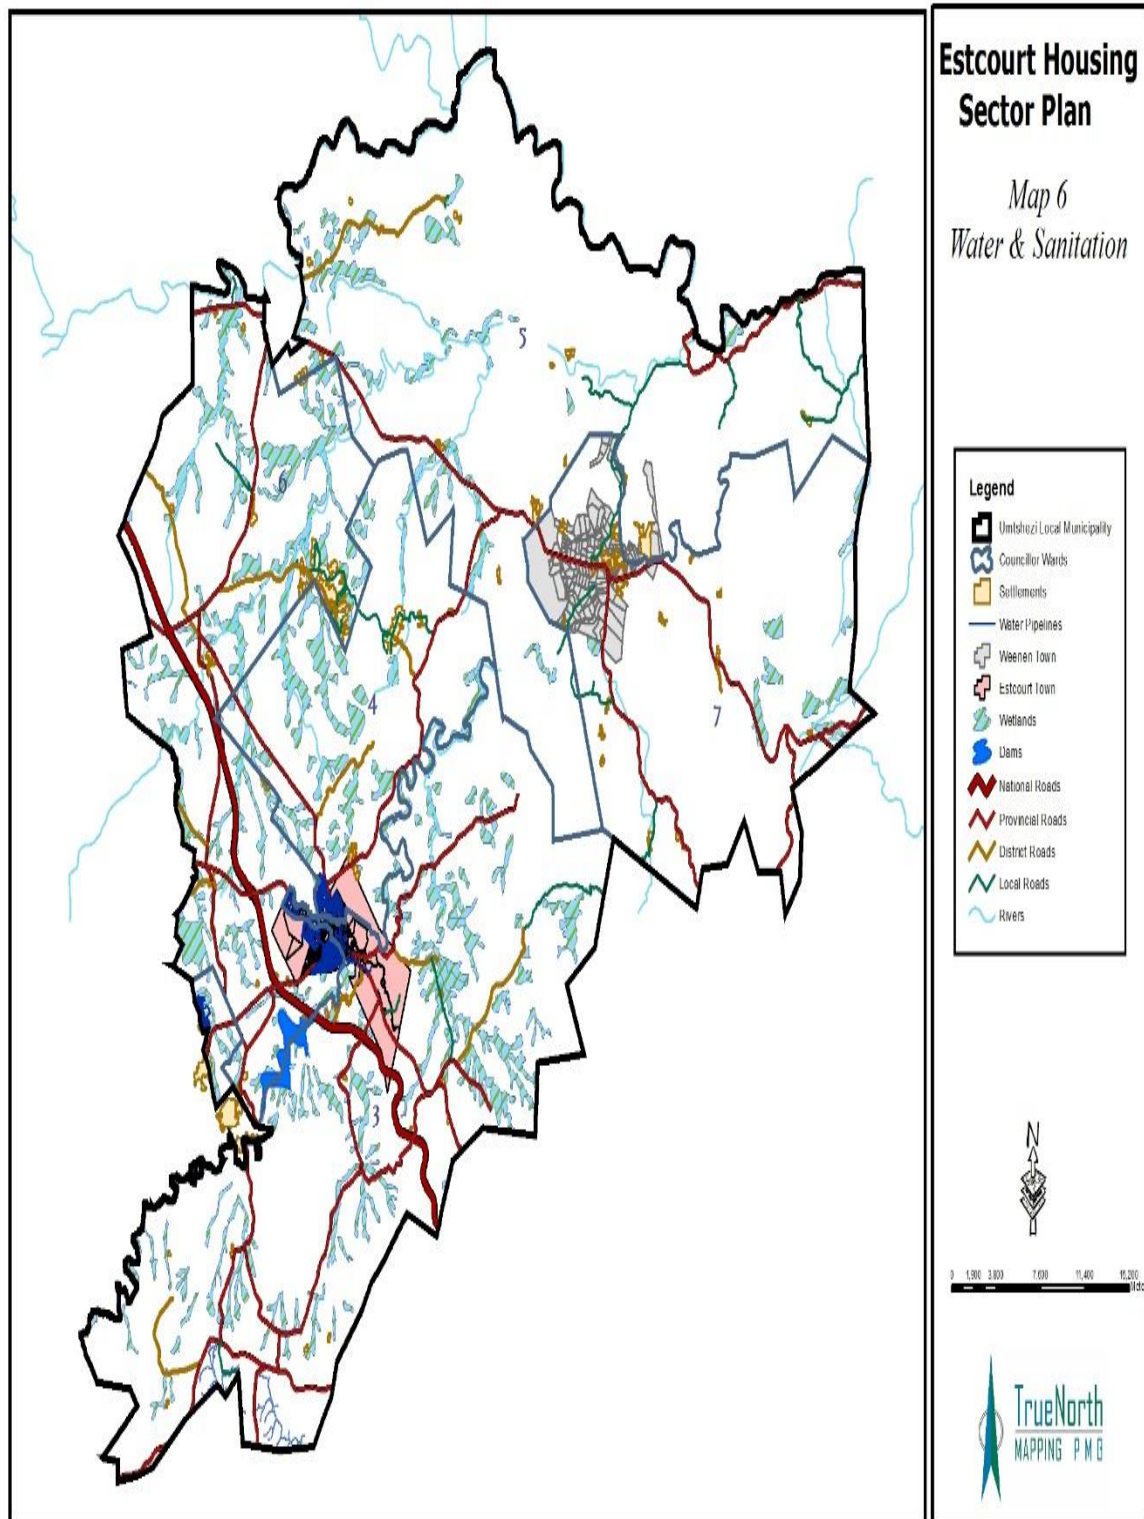 Estcourt Housing
Sector Plan
Map 6
Water & Sanitation
5
6
4
7
3
Legend
Umtshezi Local Municipality
Councillor Wards
Settlements
Water Pipelines
Weenen Town
Estcourt Town
Wetlands
Dams
National Roads
Provincial Roads
District Roads
Local Roads
Rivers
N
0 1,900 3,800 7,600 11,400 15,200
TrueNorth
MAPPING PMB